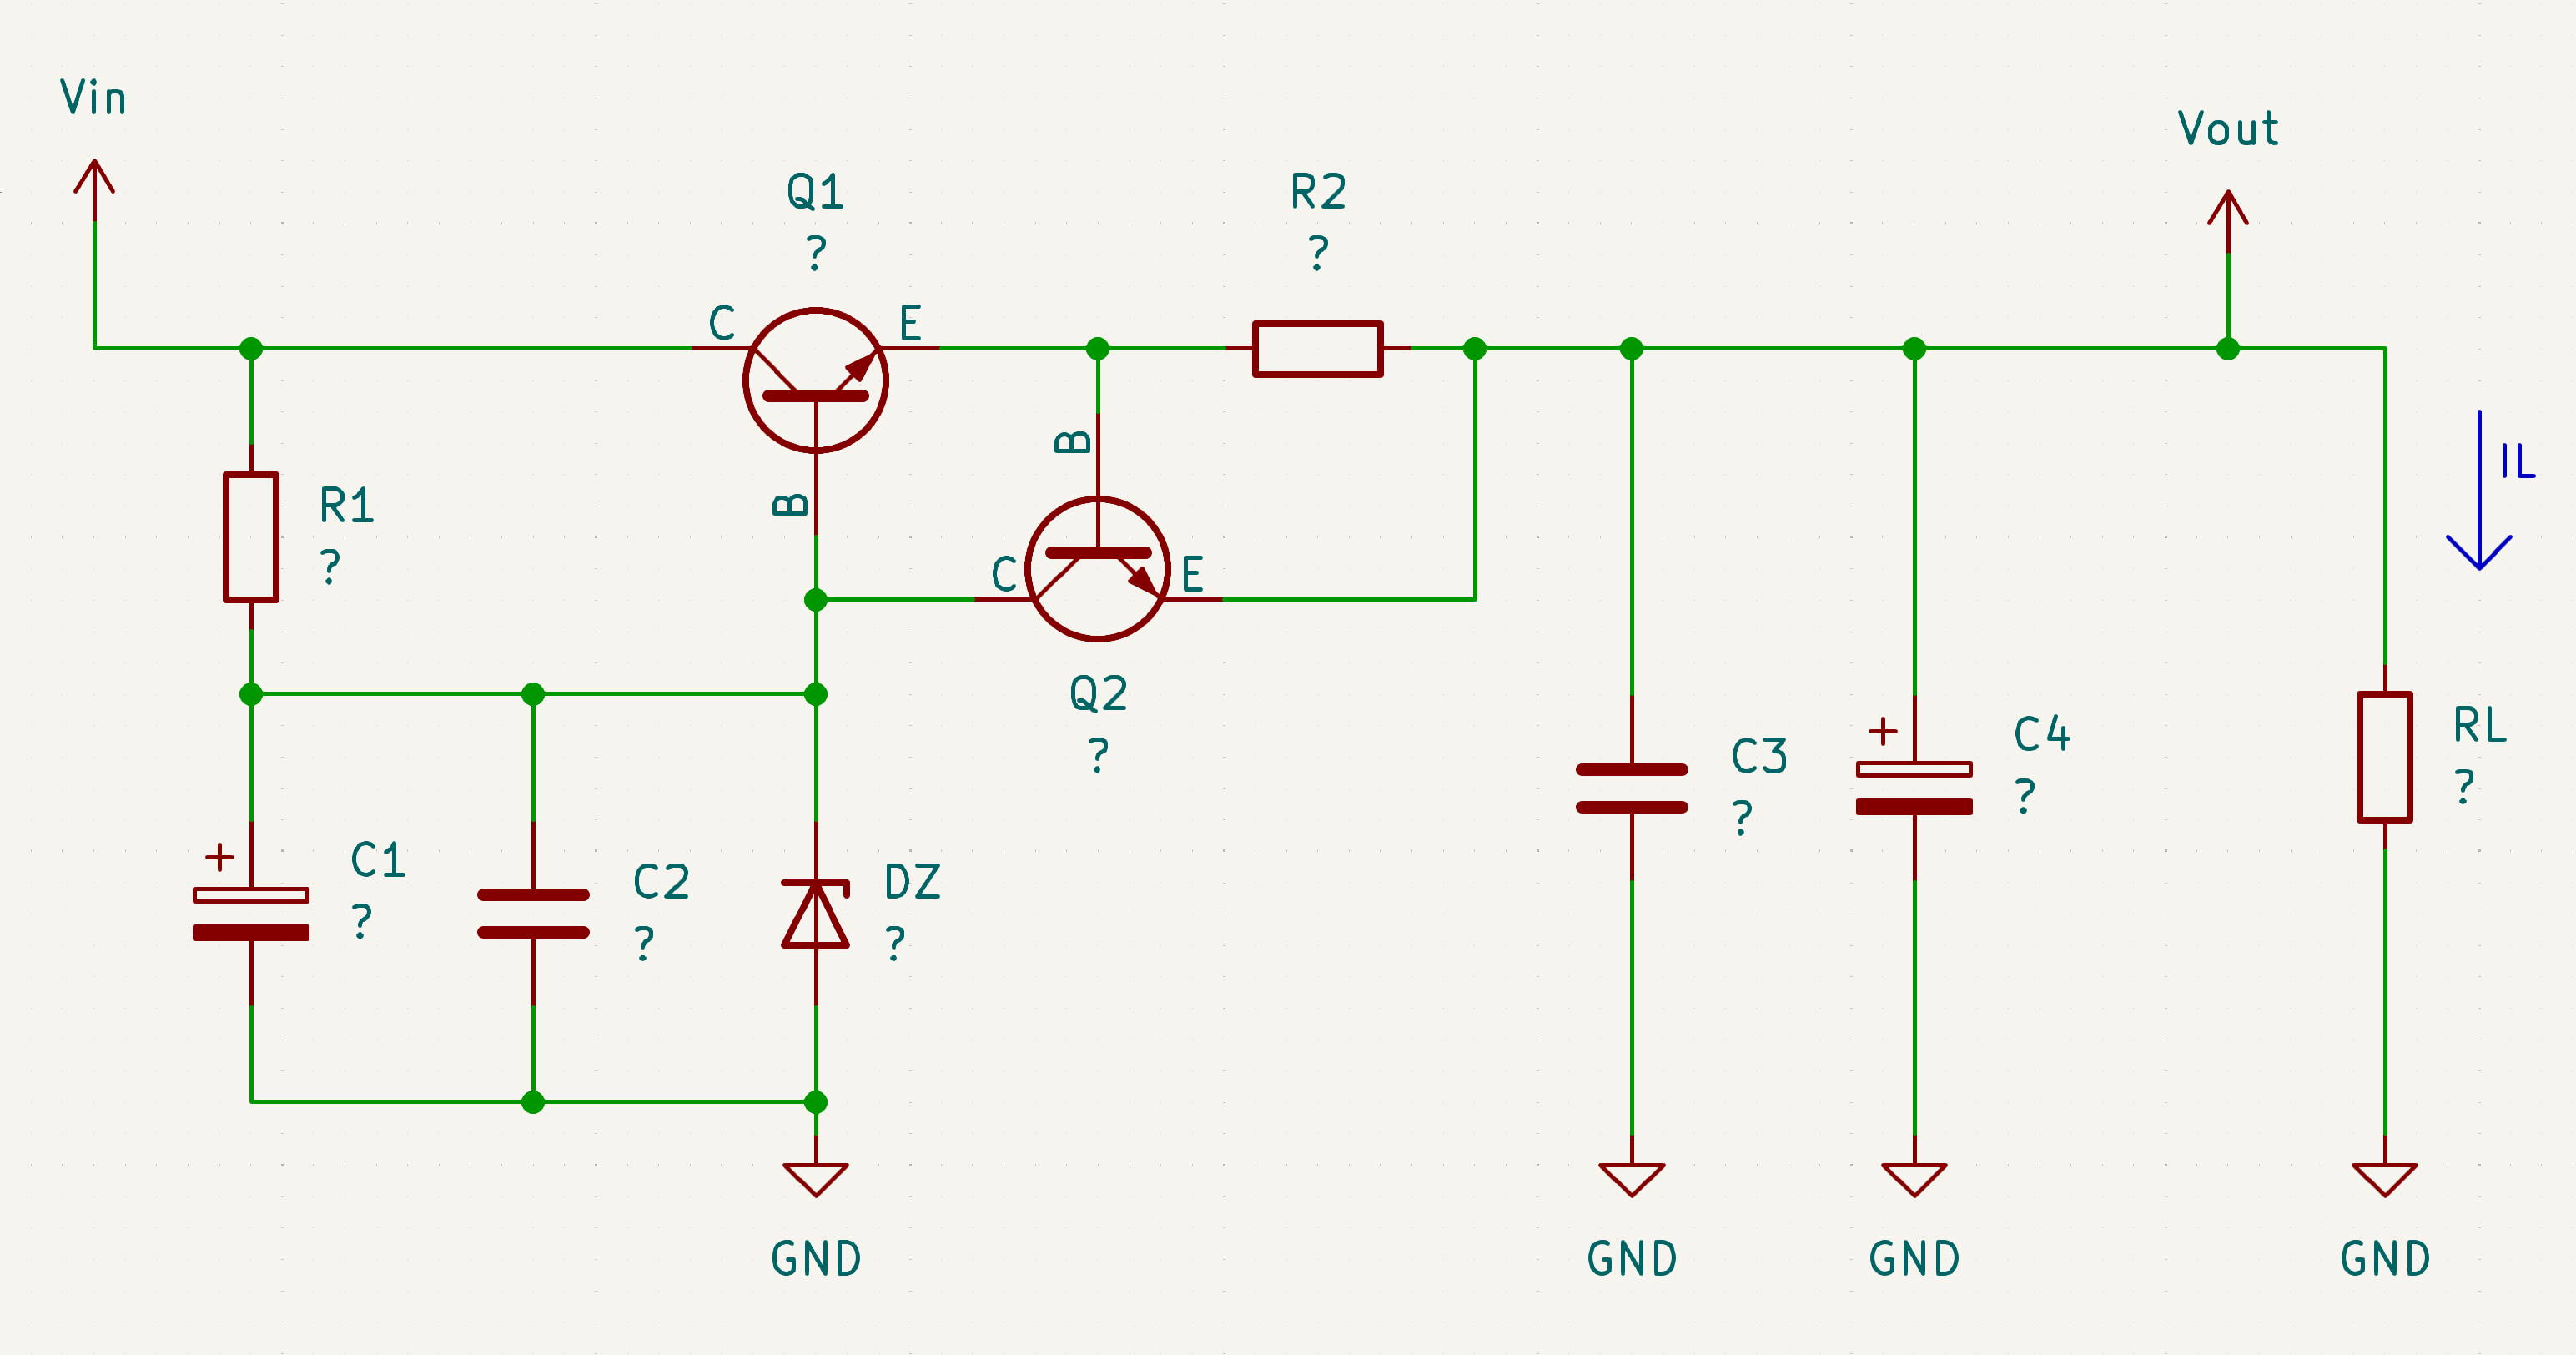 Vin
Vout
Q1
?
R2
?
C
E
B
B
IL
R1
?
C
E
Q2
?
C1
?
C2
?
DZ
?
C3
?
+
C4
?
RL
?
+
GND
GND
GND
GND